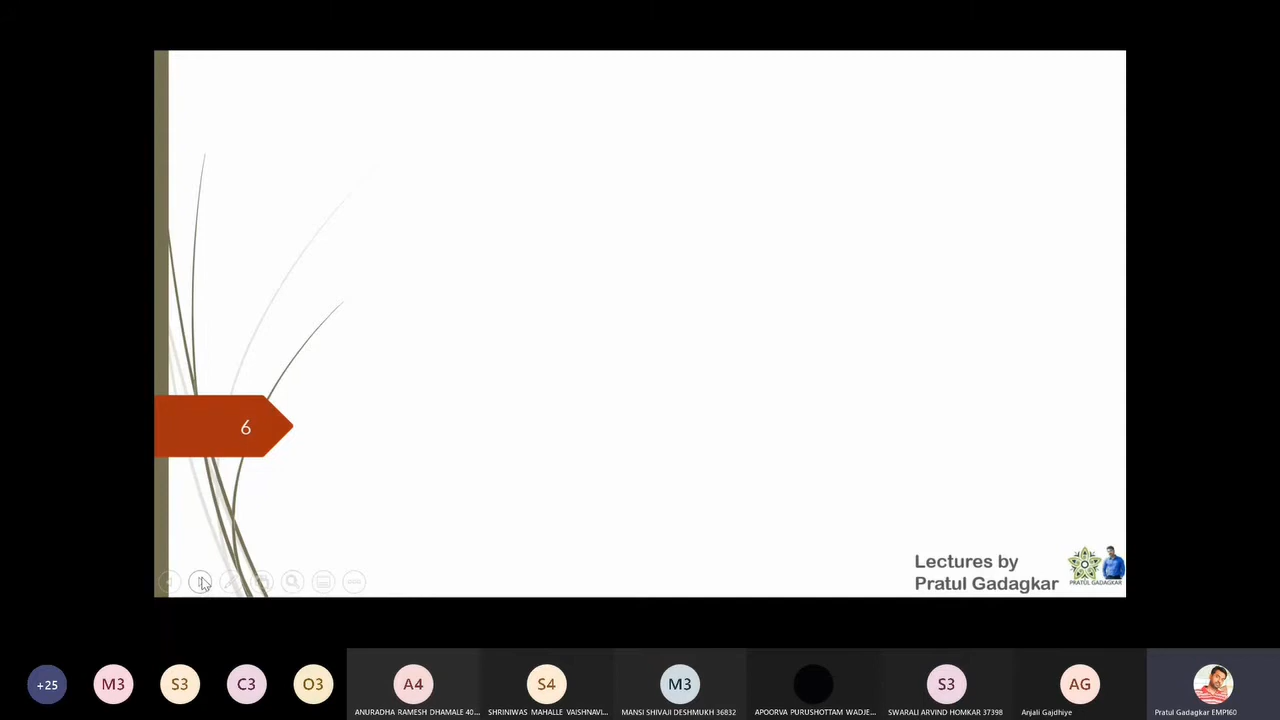 6
Lectures by
Pratul Gadagkar
PRATUL GADAGKAR
+25
M3
S3
C3
O3
A4
S4
M3
S3
AG
ANURADHA RAMESH DHAMALE 40...
SHRINIWAS MAHALLE VAISHNAVI...
MANSI SHIVAJI DESHMUKH 36832
APOORVA PURUSHOTTAM WADJE...
SWARALI ARVIND HOMKAR 37398
Anjali Gajdhiye
Pratul Gadagkar EMP160